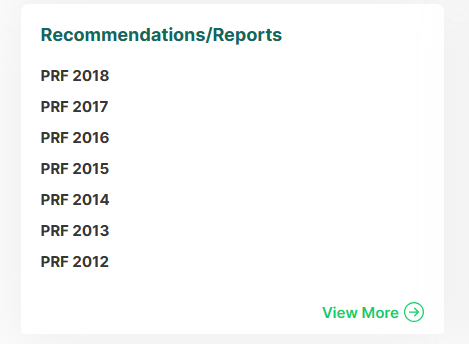 Recommendations/Reports
PRF 2018
PRF 2017
PRF 2016
PRF 2015
PRF 2014
PRF 2013
PRF 2012
View More